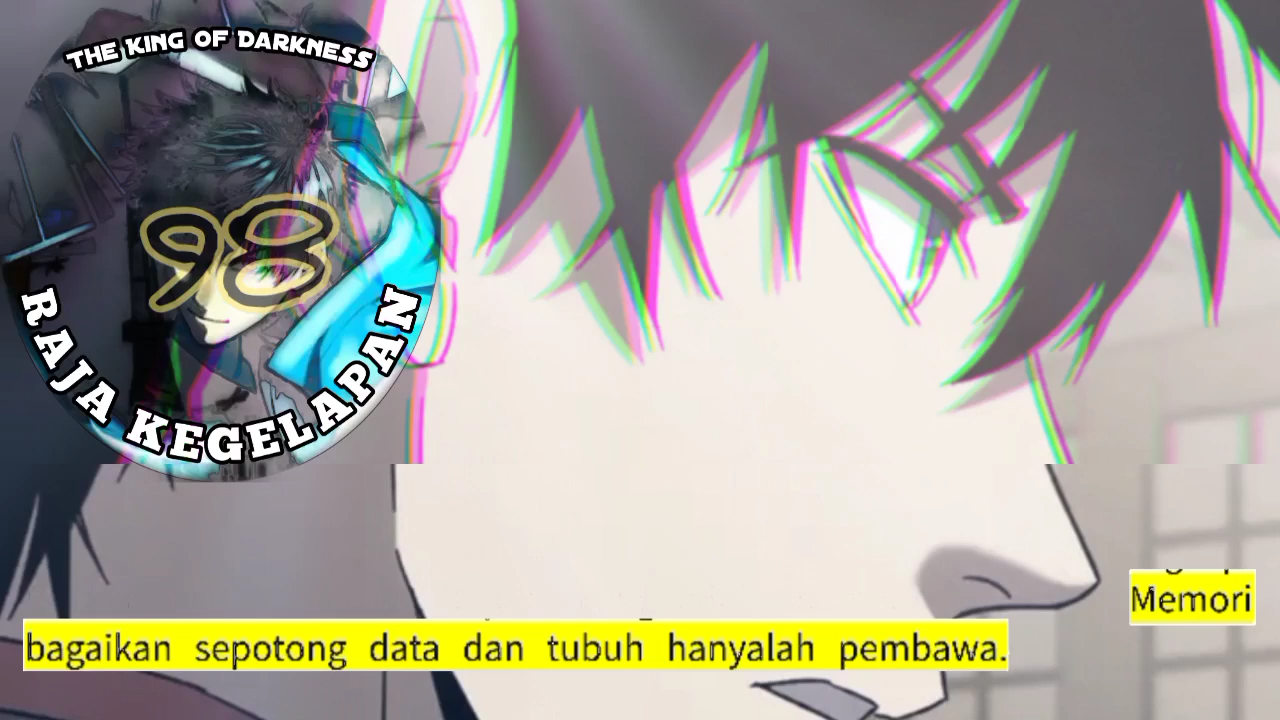 THE KING OF DARKNESS
98
RAJA KEGELAPAN
Memori
bagaikan sepotong data dan tubuh hanyalah pembawa.